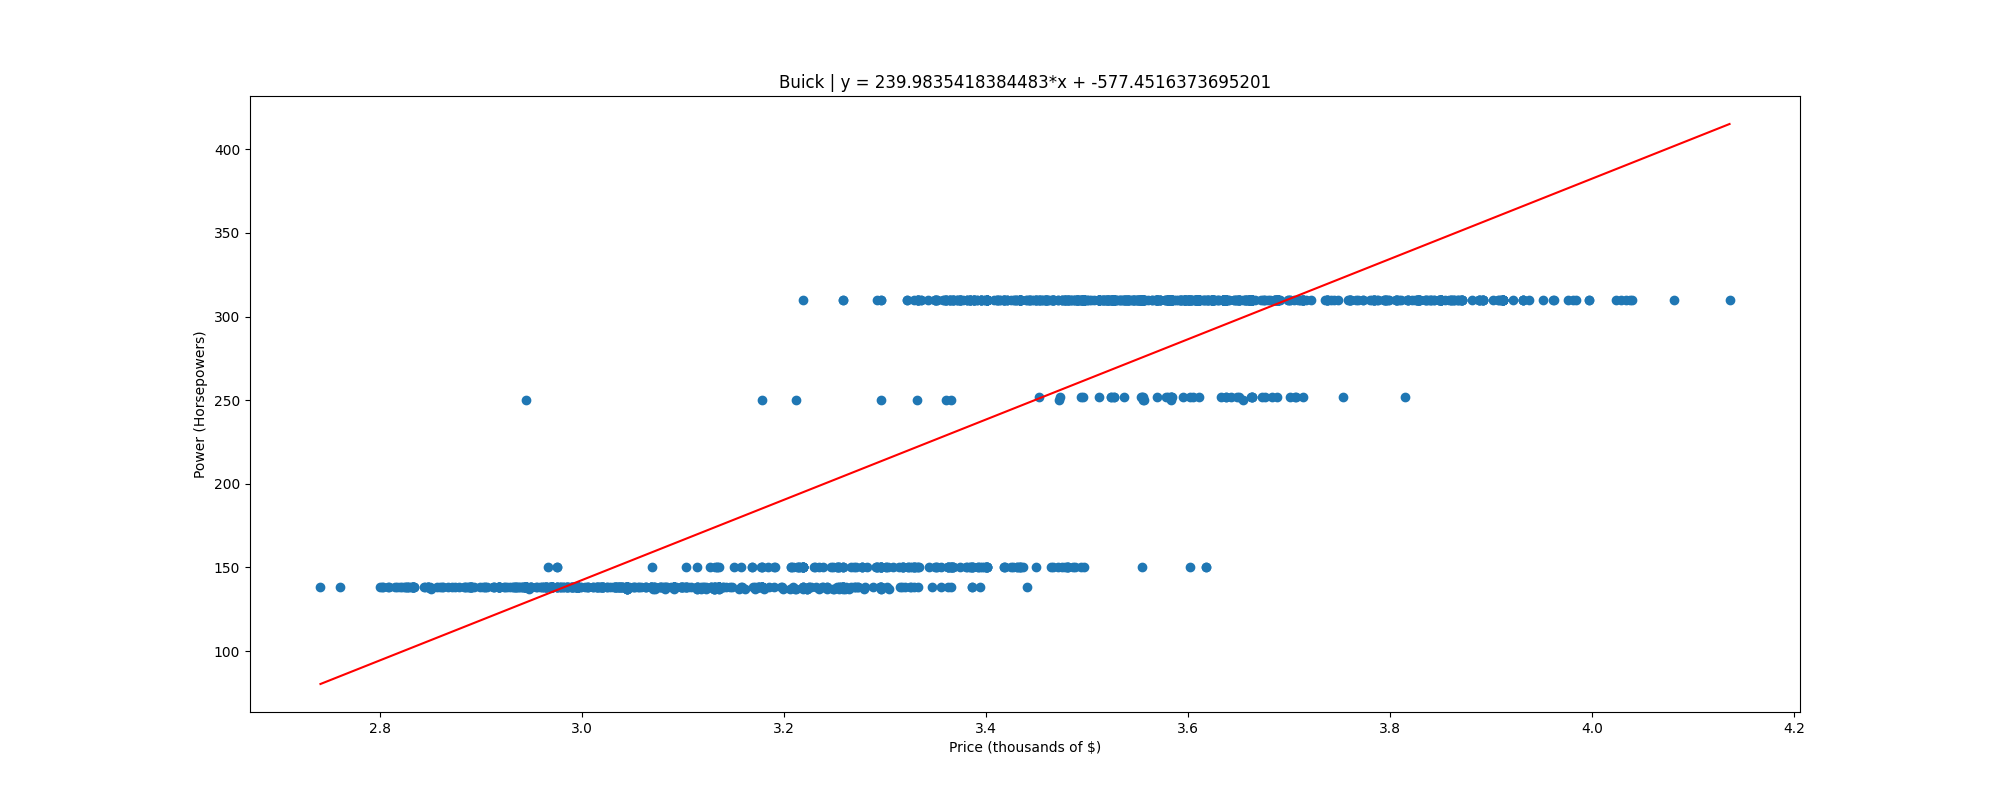 Buick | y = 239.9835418384483*x + -577.4516373695201
400
350
300
250
200
150
100
Power (Horsepowers)
2.8 3.0 3.2 3.4 3.6 3.8 4.0 4.2
Price (thousands of $)